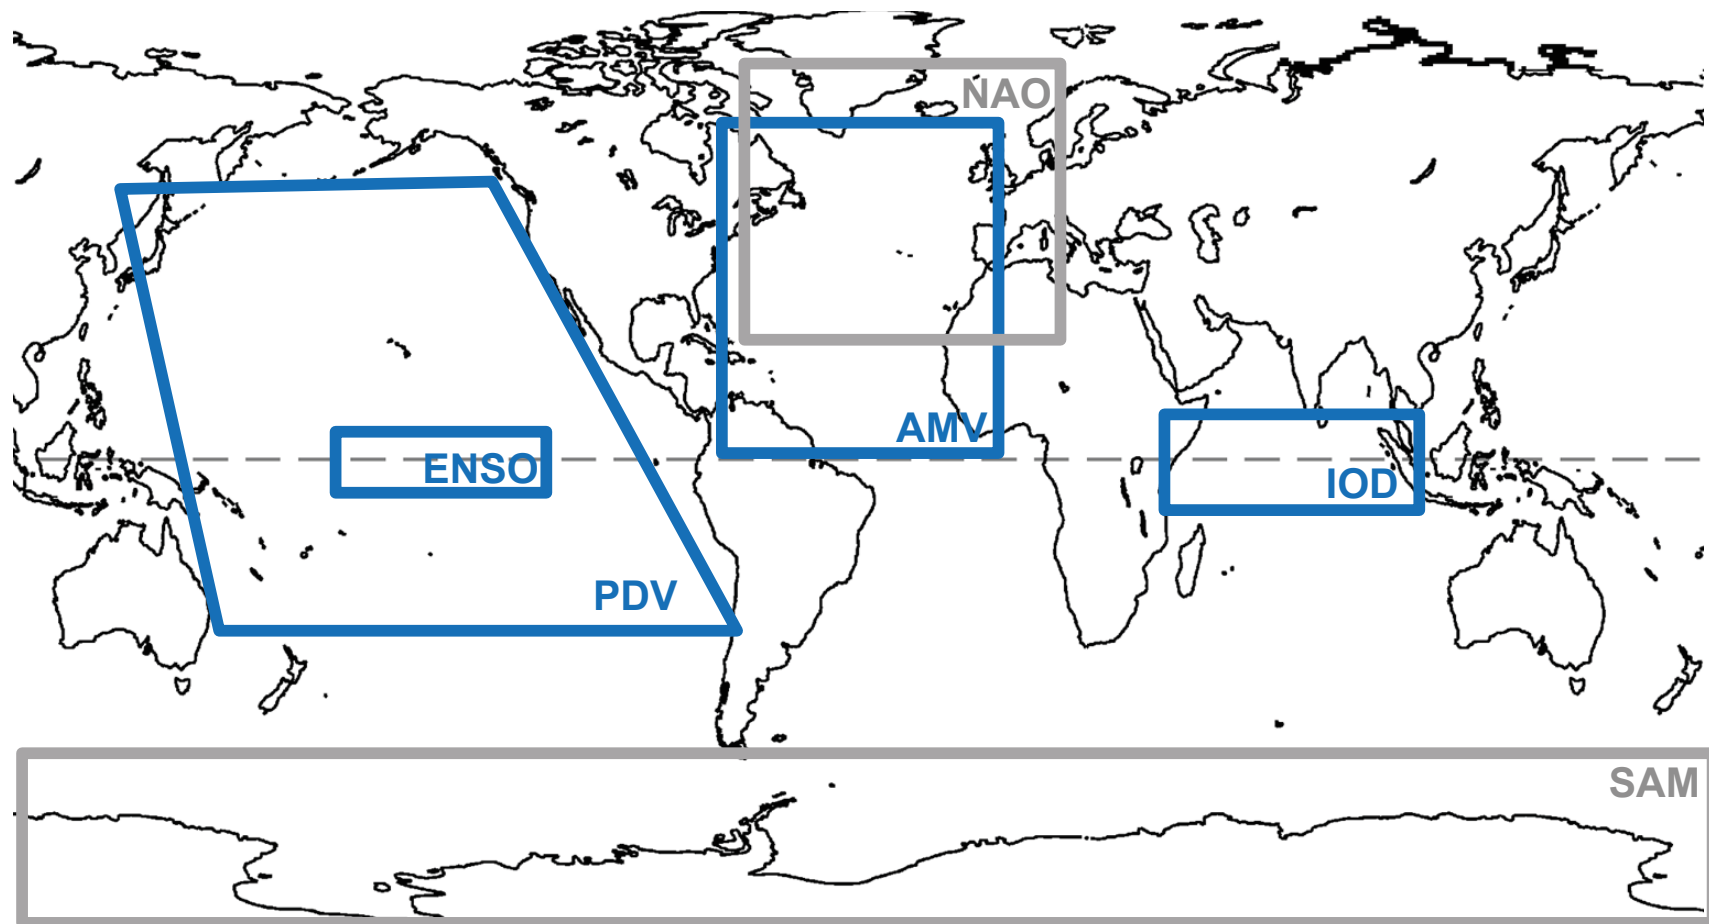 NAO
AMV
ENSO
IOD
PDV
SAM